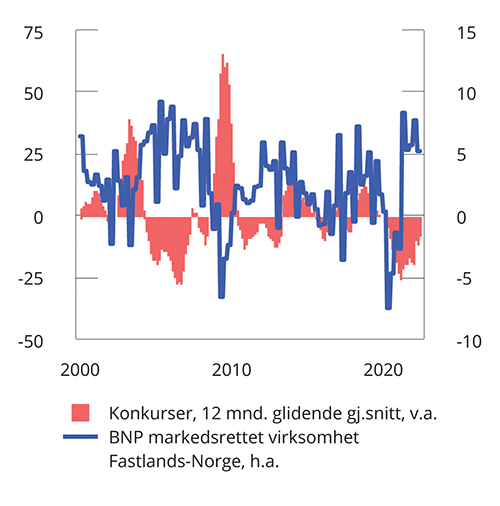 75 15
50 10
25 5
0 0
-25 -5
-50 -10
2000 2010 2020
Konkurser, 12 mnd. glidende gj.snitt, v.a.
BNP markedsrettet virksomhet
Fastlands-Norge, h.a.